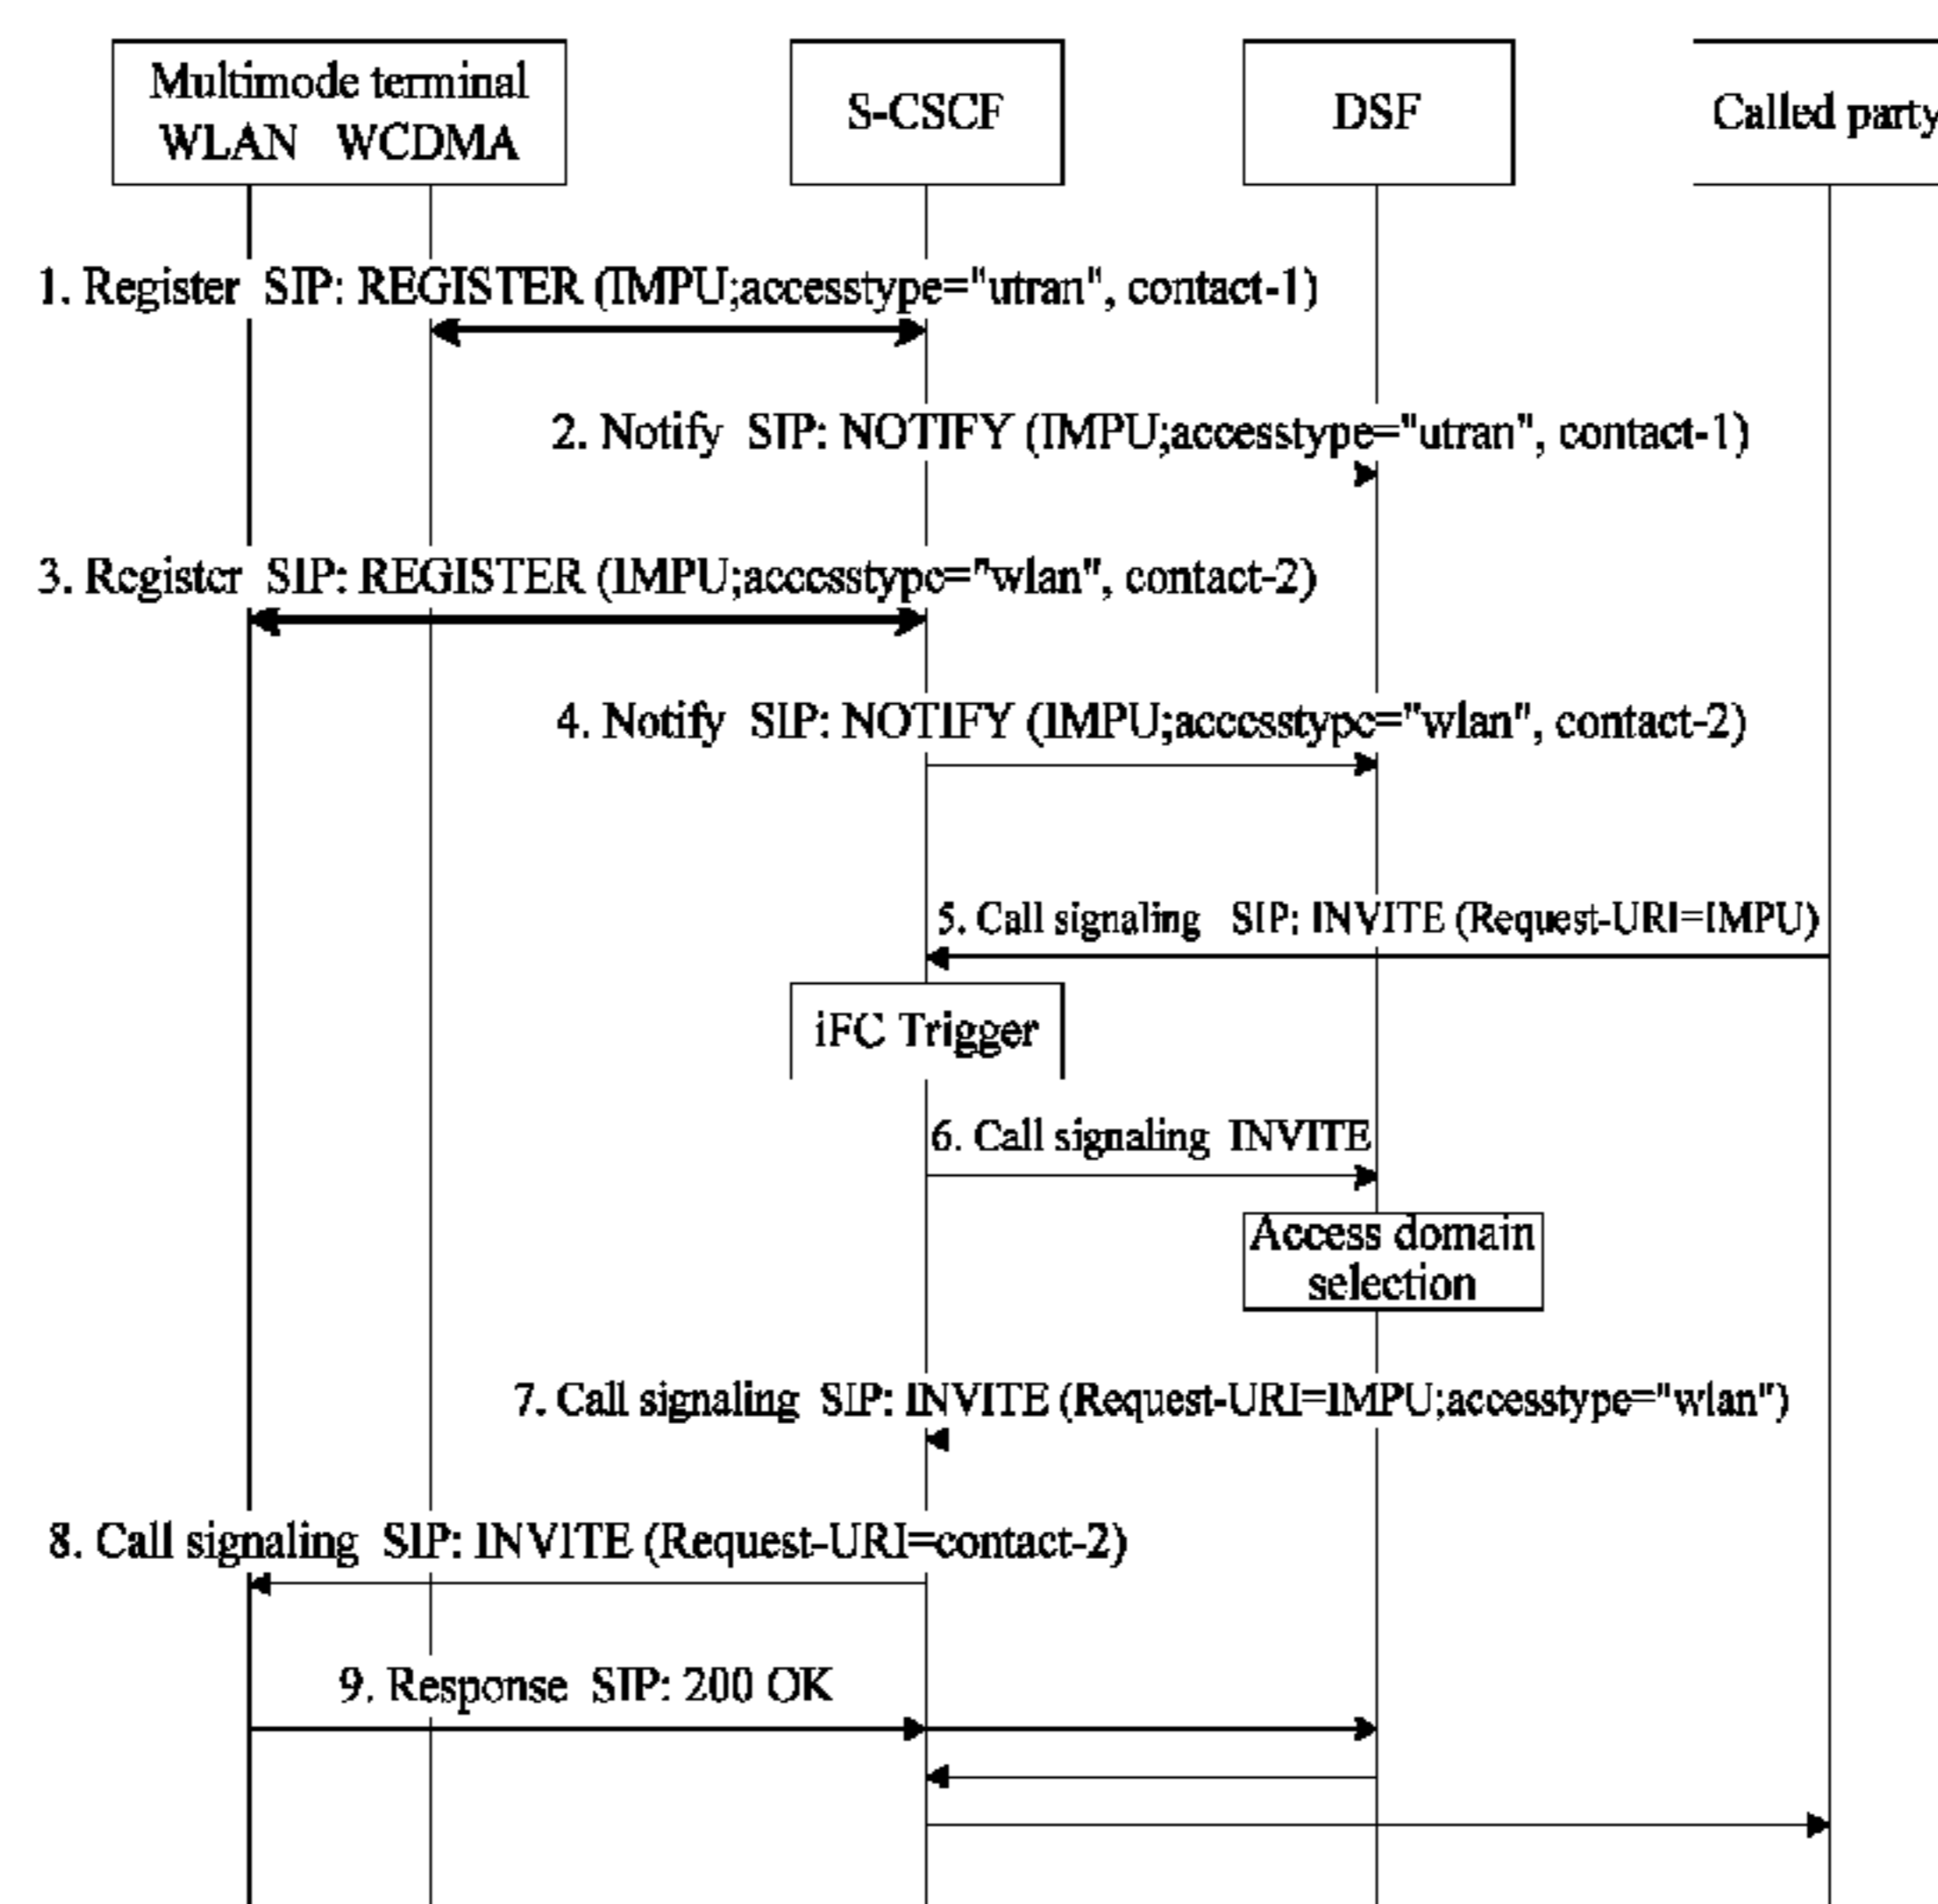 Multimode terminal
WLAN WCDMA
S-CSCF
DSF
Called party
1. Register SIP: REGISTER (IMPU;accesstype="utran", contact-1)
2. Notify SIP: NOTIFY (IMPU;accesstype="utran", contact-1)
3. Register SIP: REGISTER (IMPU;accesstype="wlan", contact-2)
4. Notify SIP: NOTIFY (IMPU;accesstype="wlan", contact-2)
5. Call signaling SIP: INVITE (Request-URI=IMPU)
iFC Trigger
6. Call signaling INVITE
Access domain
selection
7. Call signaling SIP: INVITE (Request-URI=IMPU;accesstype="wlan")
8. Call signaling SIP: INVITE (Request-URI=contact-2)
9. Response SIP: 200 OK